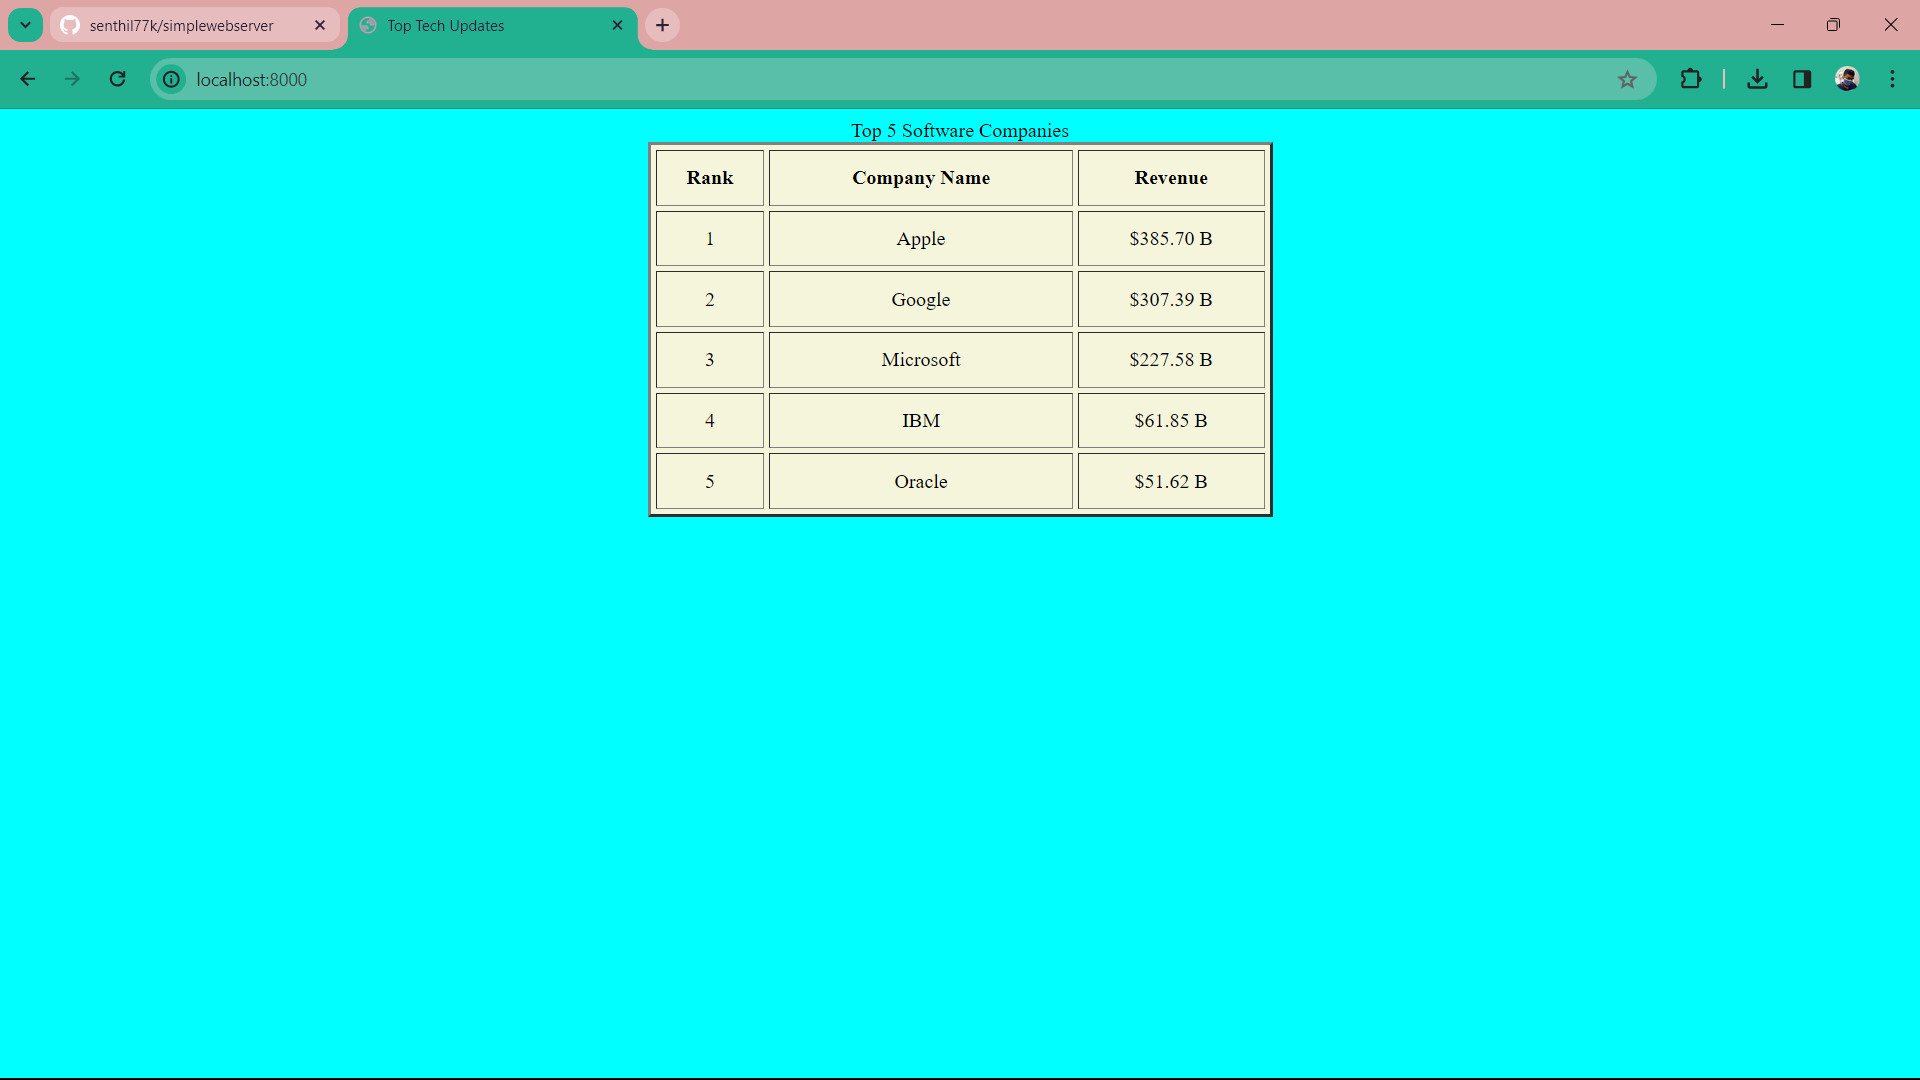 senthil77k/simplewebserver
Top Tech Updates
localhost:8000
Top 5 Software Companies
Rank Company Name Revenue
1 Apple $385.70 B
2 Google $307.39 B
3 Microsoft $227.58 B
4 IBM $61.85 B
5 Oracle $51.62 B